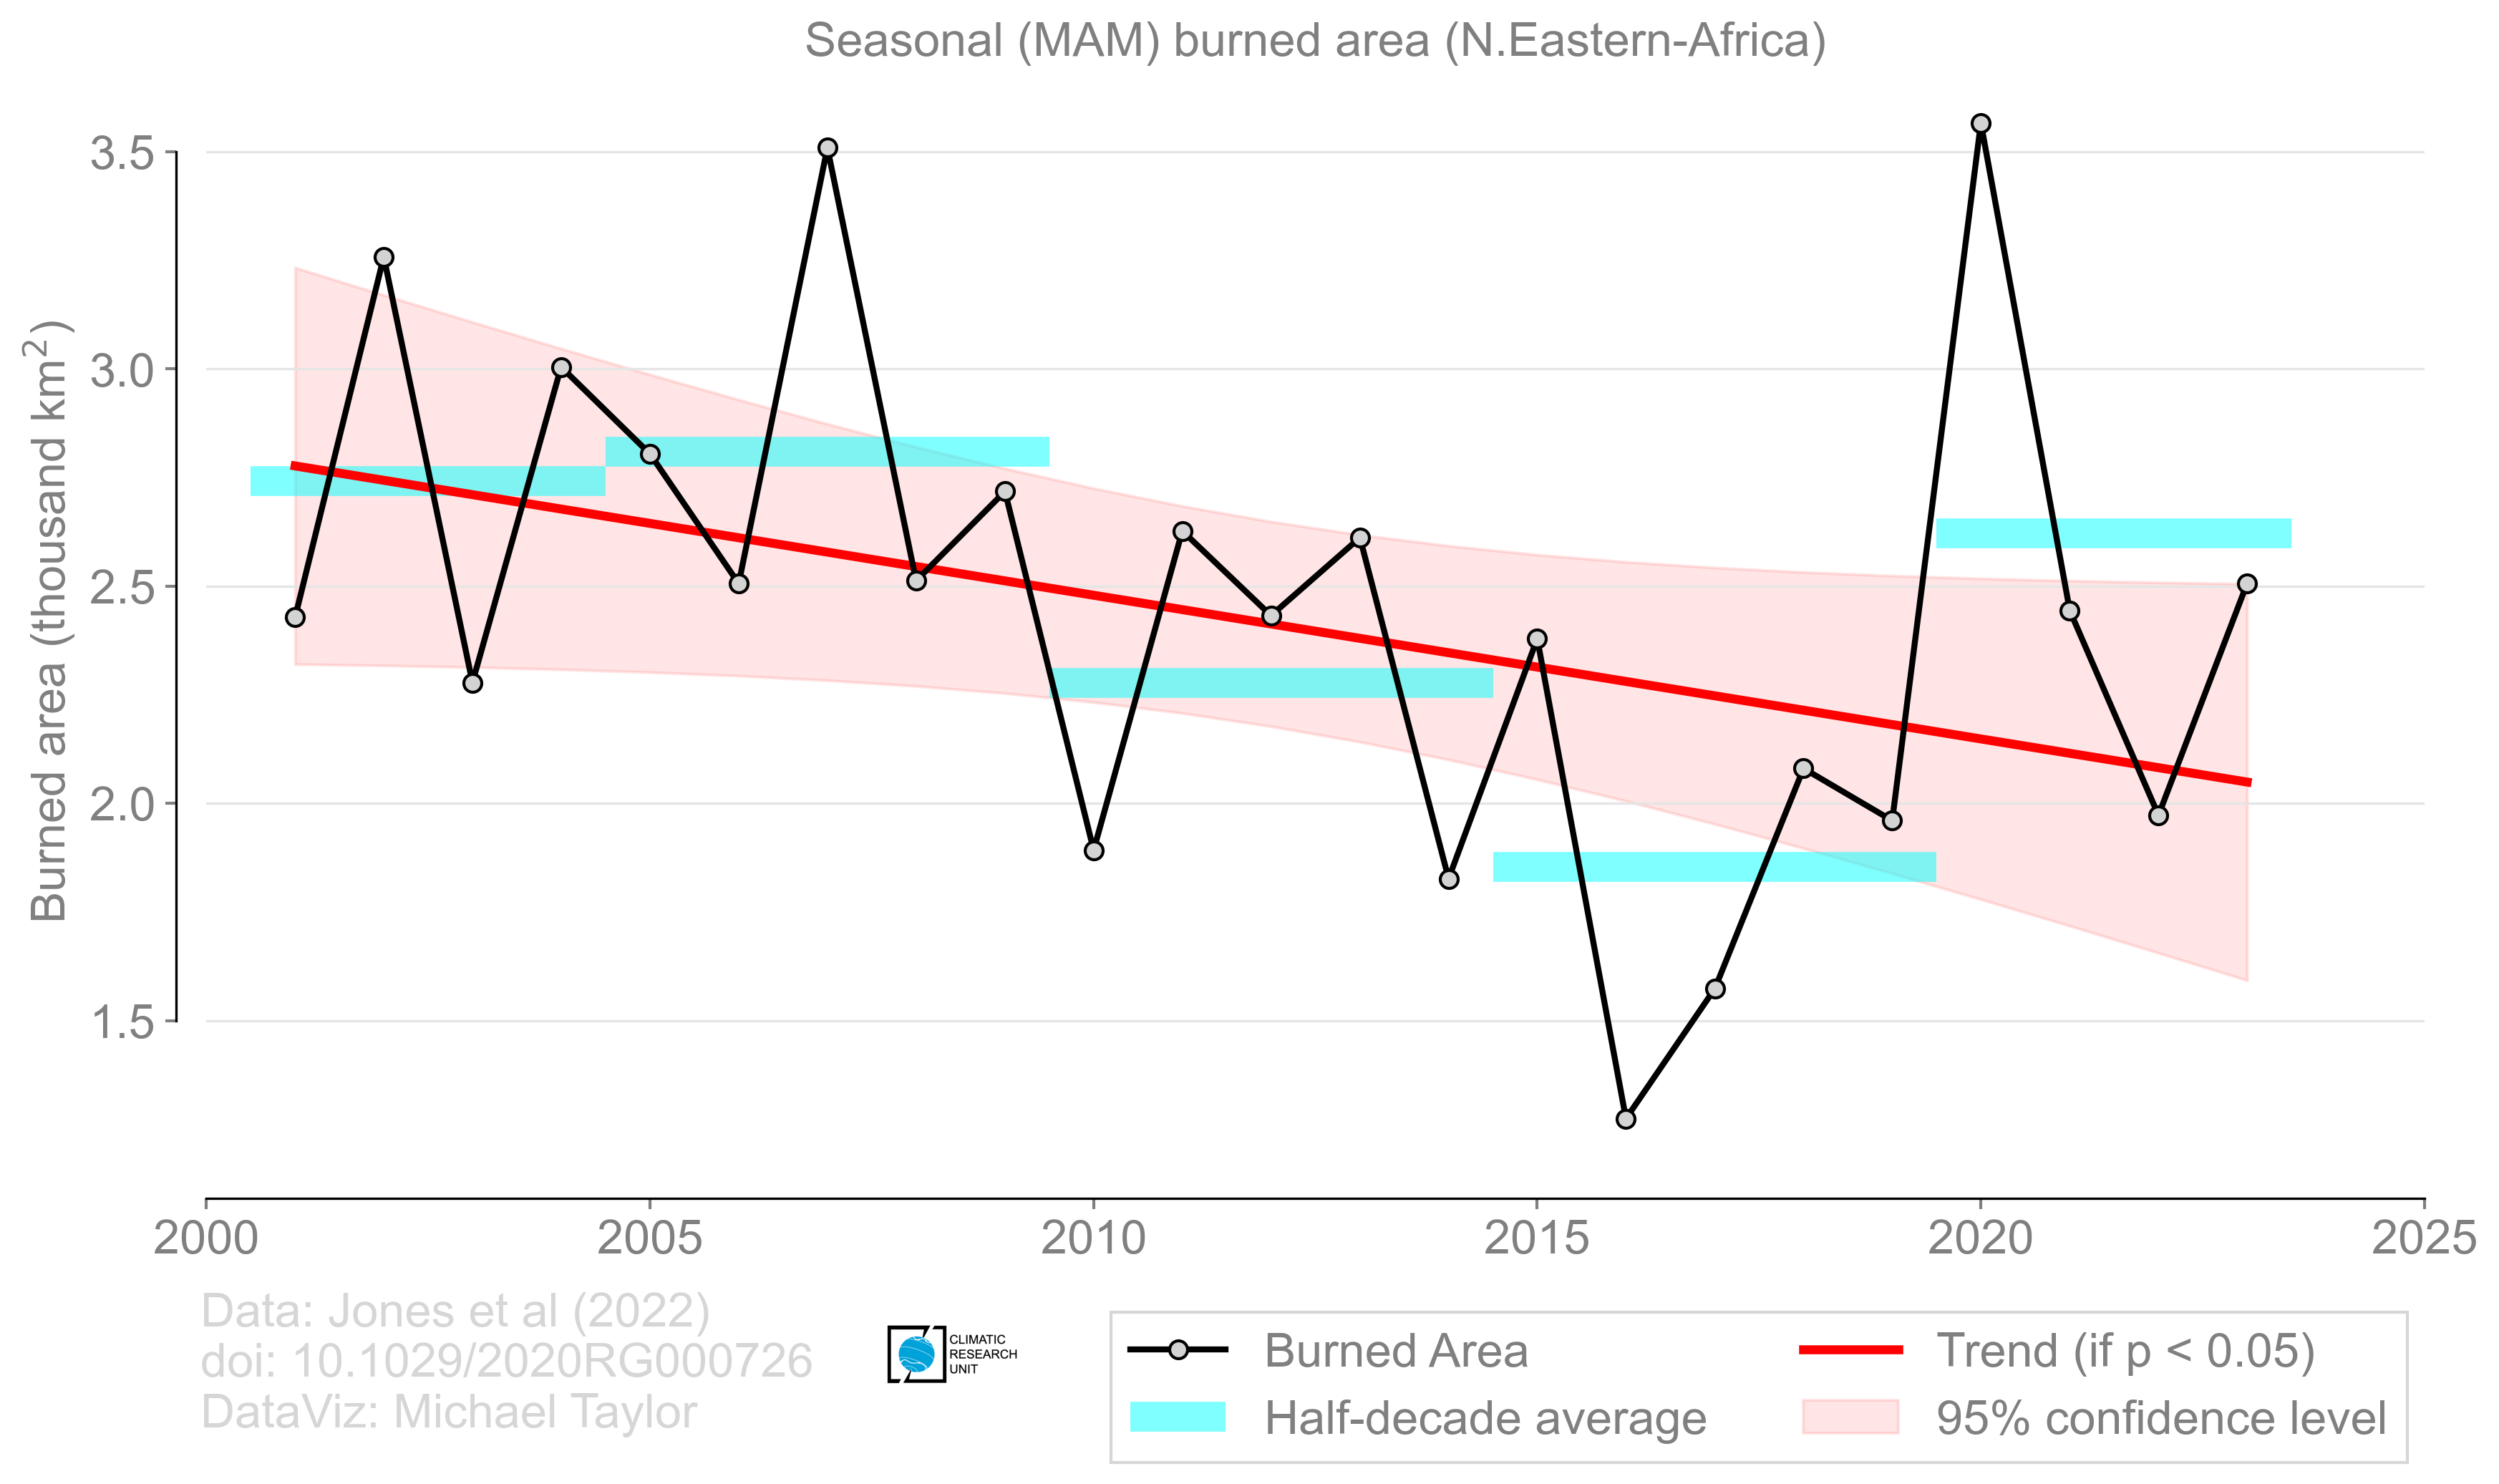 Seasonal (MAM) burned area (N.Eastern-Africa)
Burned area (thousand km²)
3.5
3.0
2.5
2.0
1.5
2000 2005 2010 2015 2020 2025
Data: Jones et al (2022)
doi: 10.1029/2020RG000726
DataViz: Michael Taylor
CLIMATIC
RESEARCH
UNIT
Burned Area
Half-decade average
Trend (if p < 0.05)
95% confidence level